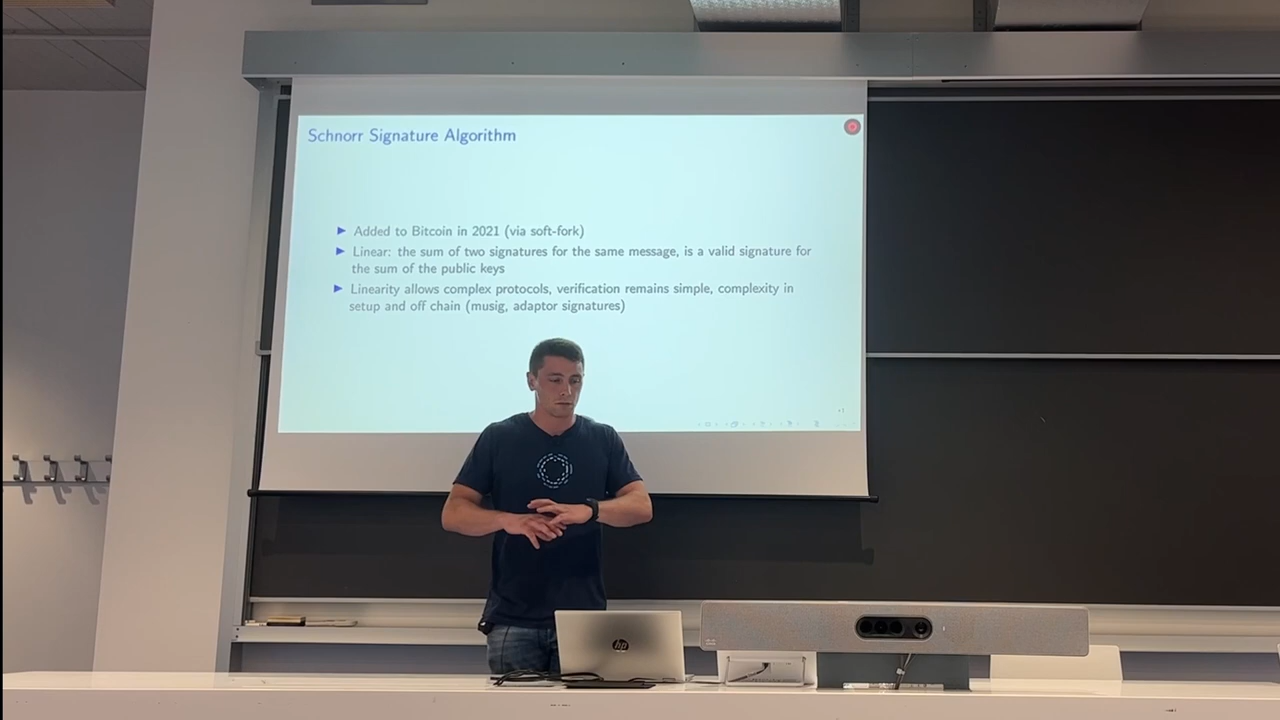 Schnorr Signature Algorithm
Added to Bitcoin in 2021 (via soft-fork)
Linear: the sum of two signatures for the same message, is a valid signature for
the sum of the public keys
Linearity allows complex protocols, verification remains simple, complexity in
setup and off chain (musig, adaptor signatures)
hp